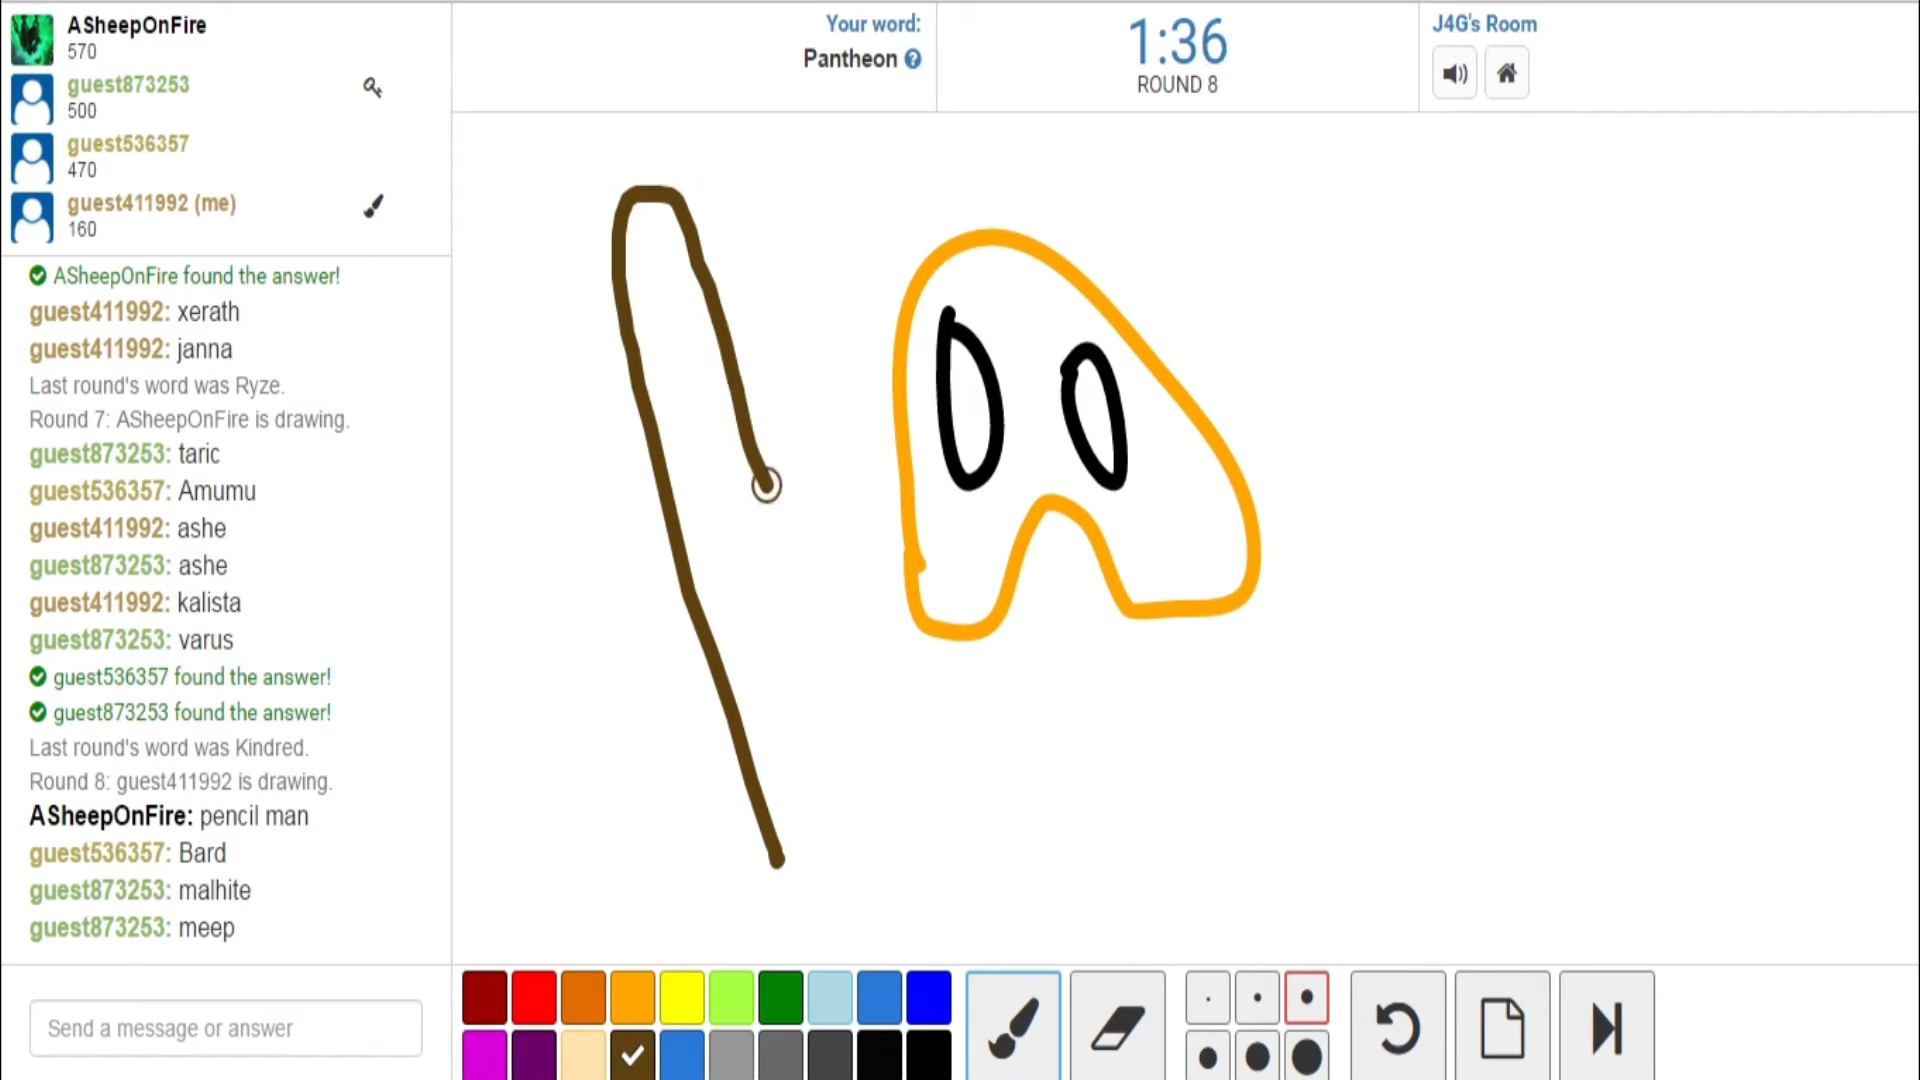 ASheepOnFire
570
guest873253
500
guest536357
470
guest411992 (me)
160
Your word:
Pantheon
1:36
ROUND 8
J4G's Room
ASheepOnFire found the answer!
guest411992: xerath
guest411992: janna
Last round's word was Ryze.
Round 7: ASheepOnFire is drawing.
guest873253: taric
guest536357: Amumu
guest411992: ashe
guest873253: ashe
guest411992: kalista
guest873253: varus
guest536357 found the answer!
guest873253 found the answer!
Last round's word was Kindred.
Round 8: guest411992 is drawing.
ASheepOnFire: pencil man
guest536357: Bard
guest873253: malhite
guest873253: meep
Send a message or answer